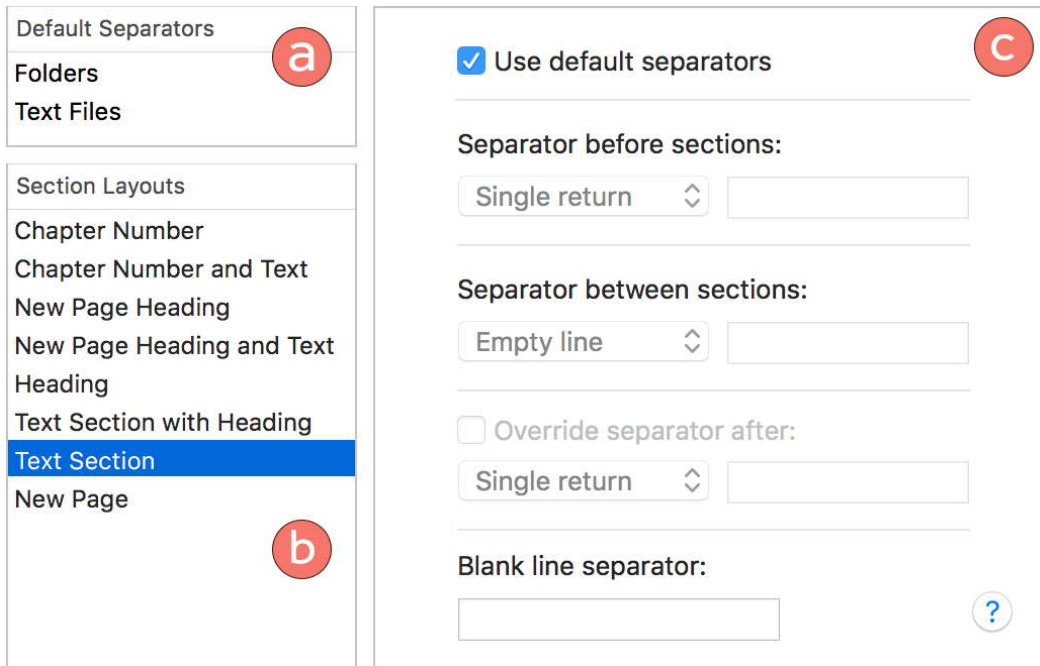 Default Separators
a
Folders
Text Files
Section Layouts
Chapter Number
Chapter Number and Text
New Page Heading
New Page Heading and Text
Heading
Text Section with Heading
Text Section
New Page
b
c
Use default separators
Separator before sections:
Single return
Separator between sections:
Empty line
Override separator after:
Single return
Blank line separator:
?